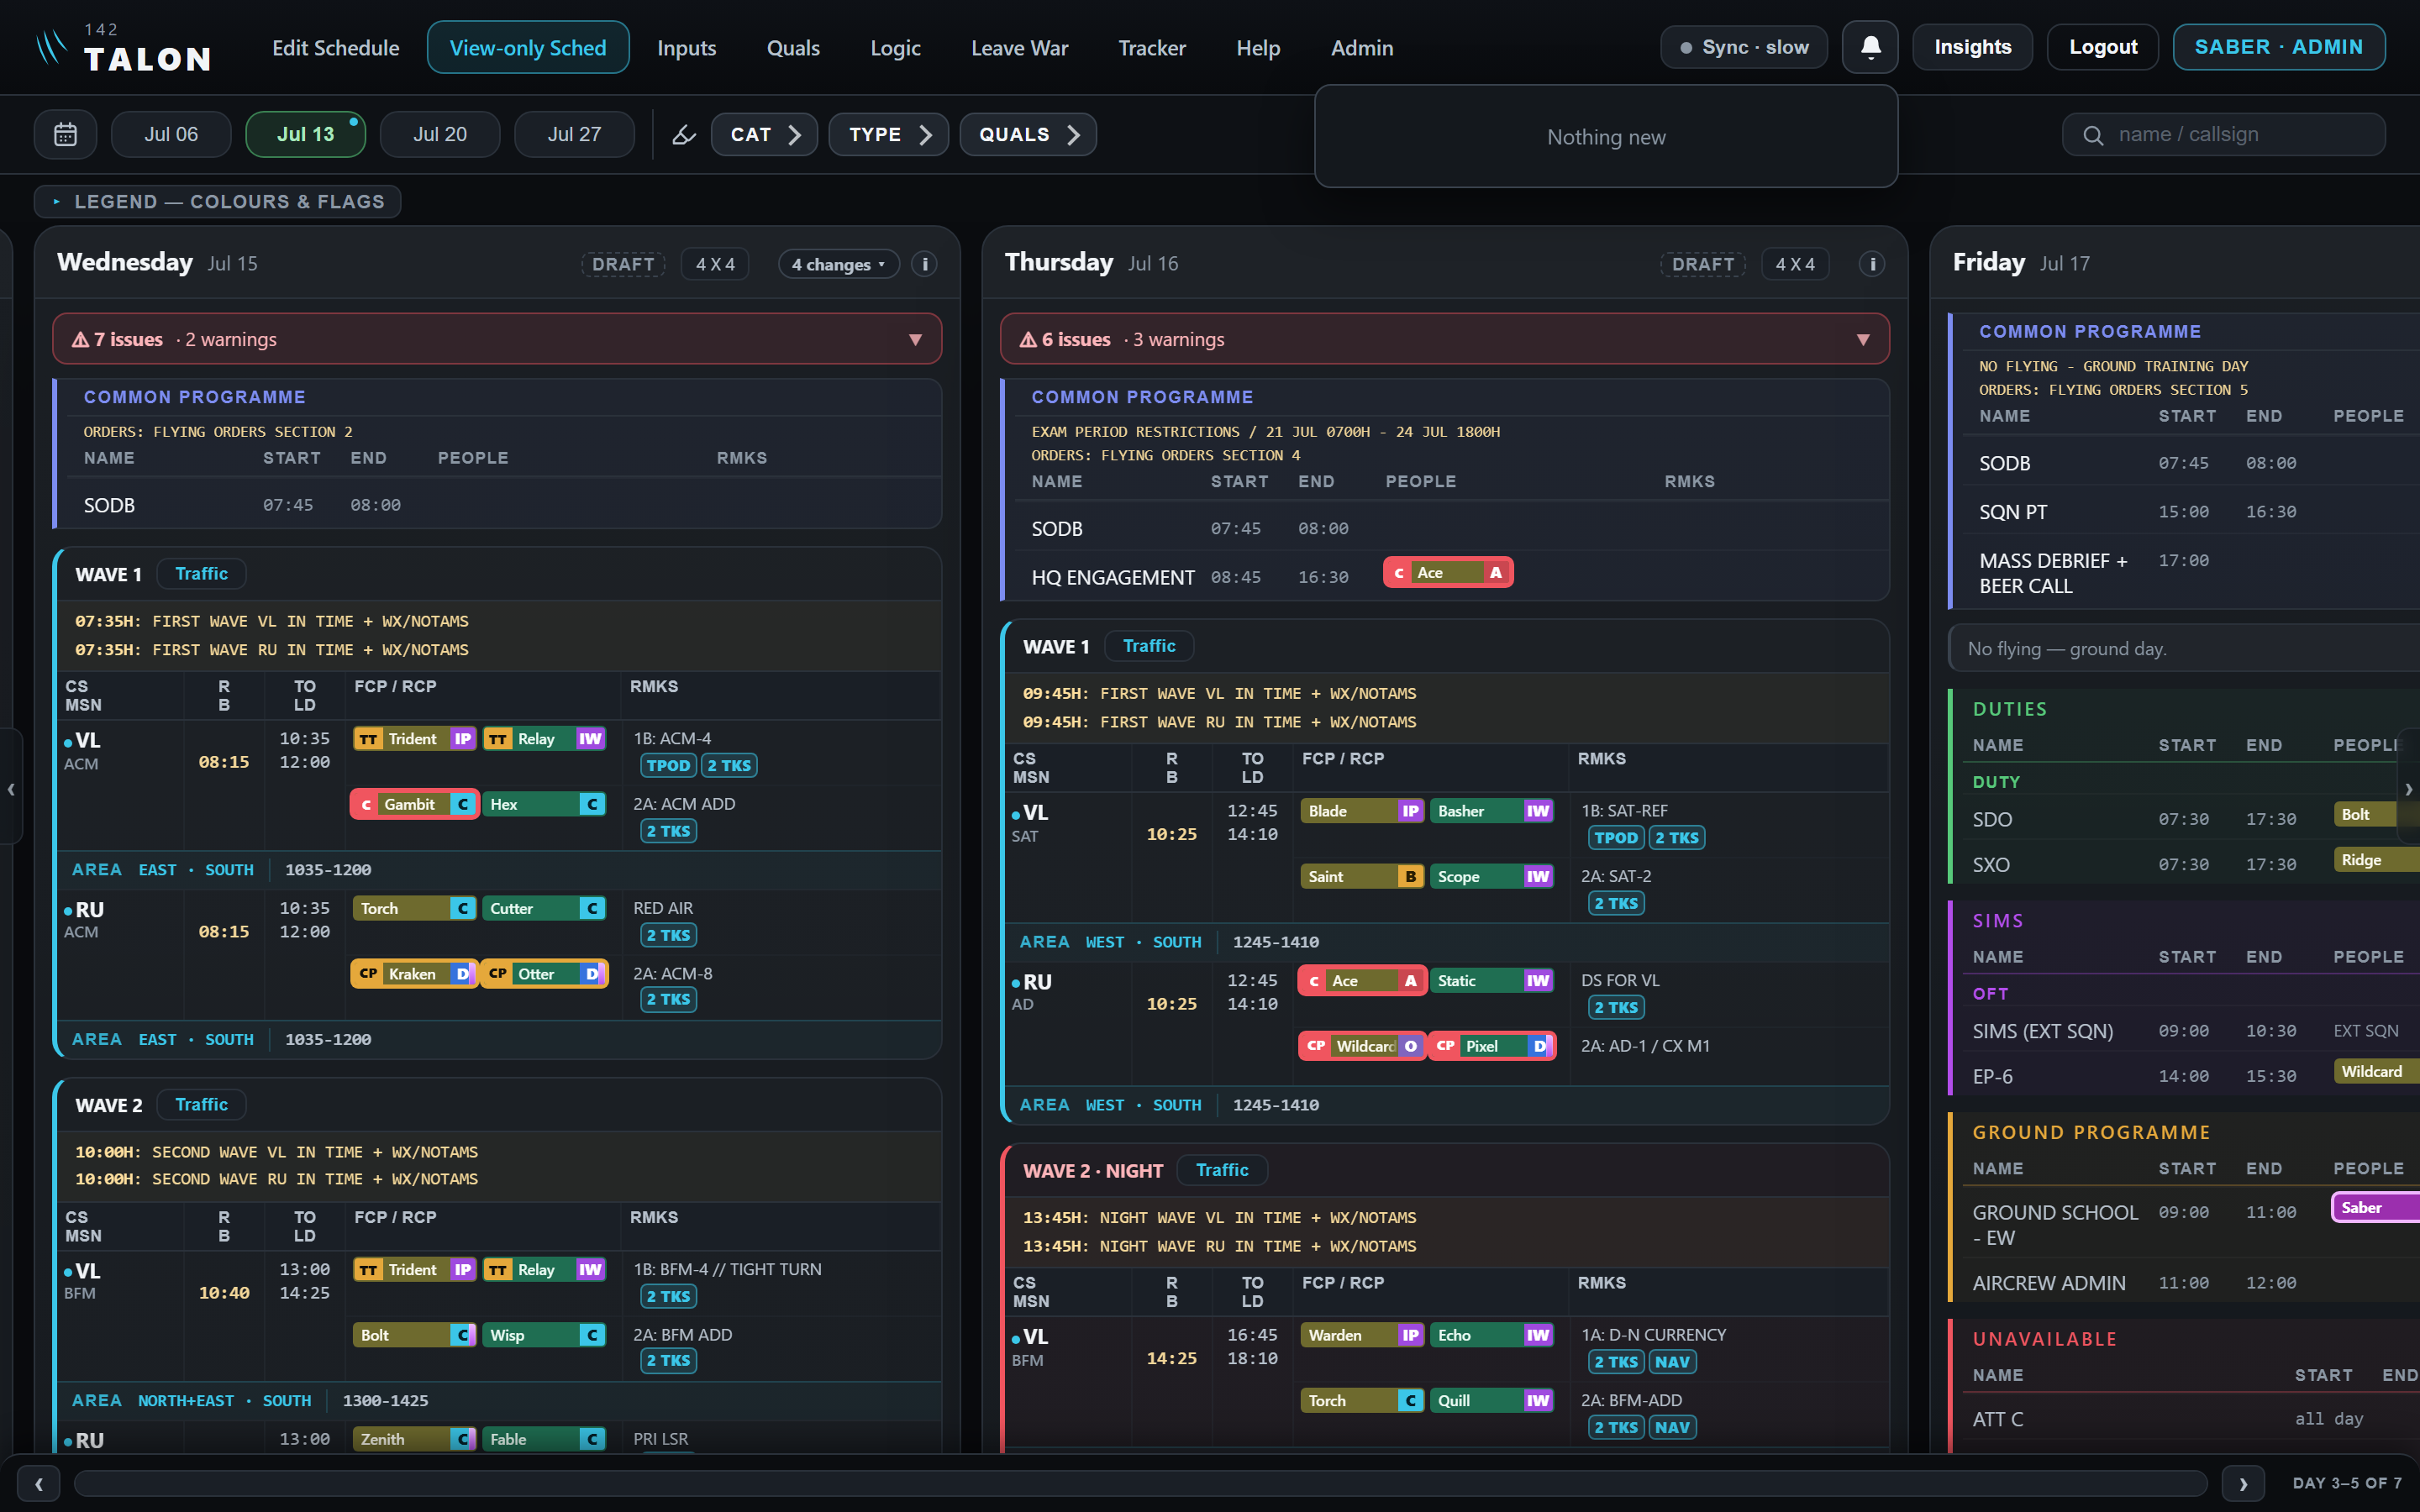 142
TALON
Edit Schedule
View-only Sched
Inputs
Quals
Logic
Leave War
Tracker
Help
Admin
Sync · slow
Insights
Logout
SABER · ADMIN
Jul 06
Jul 13
Jul 20
Jul 27
CAT
TYPE
QUALS
Nothing new
name / callsign
LEGEND — COLOURS & FLAGS
Wednesday Jul 15
DRAFT
4 X 4
4 changes
i
7 issues · 2 warnings
COMMON PROGRAMME
ORDERS: FLYING ORDERS SECTION 2
NAME START END PEOPLE RMKS
SODB 07:45 08:00
WAVE 1 Traffic
07:35H: FIRST WAVE VL IN TIME + WX/NOTAMS
07:35H: FIRST WAVE RU IN TIME + WX/NOTAMS
CS R TO FCP / RCP RMKS
MSN B LD
VL 10:35 TT Trident IP TT Relay IW 1B: ACM-4
ACM 08:15 12:00 TPOD 2 TKS
C Gambit C Hex C 2A: ACM ADD
2 TKS
AREA EAST · SOUTH 1035-1200
RU 10:35 Torch C Cutter C RED AIR
ACM 08:15 12:00 2 TKS
CP Kraken D CP Otter D 2A: ACM-8
2 TKS
AREA EAST · SOUTH 1035-1200
WAVE 2 Traffic
10:00H: SECOND WAVE VL IN TIME + WX/NOTAMS
10:00H: SECOND WAVE RU IN TIME + WX/NOTAMS
CS R TO FCP / RCP RMKS
MSN B LD
VL 13:00 TT Trident IP TT Relay IW 1B: BFM-4 // TIGHT TURN
BFM 10:40 14:25 2 TKS
Bolt C Wisp C 2A: BFM ADD
2 TKS
AREA NORTH+EAST · SOUTH 1300-1425
RU 13:00 Zenith C Fable C PRI LSR
Thursday Jul 16
DRAFT
4 X 4
i
6 issues · 3 warnings
COMMON PROGRAMME
EXAM PERIOD RESTRICTIONS / 21 JUL 0700H - 24 JUL 1800H
ORDERS: FLYING ORDERS SECTION 4
NAME START END PEOPLE RMKS
SODB 07:45 08:00
HQ ENGAGEMENT 08:45 16:30 C Ace A
WAVE 1 Traffic
09:45H: FIRST WAVE VL IN TIME + WX/NOTAMS
09:45H: FIRST WAVE RU IN TIME + WX/NOTAMS
CS R TO FCP / RCP RMKS
MSN B LD
VL 12:45 Blade IP Basher IW 1B: SAT-REF
SAT 10:25 14:10 TPOD 2 TKS
Saint B Scope IW 2A: SAT-2
2 TKS
AREA WEST · SOUTH 1245-1410
RU 12:45 C Ace A Static IW DS FOR VL
AD 10:25 14:10 2 TKS
CP Wildcard O CP Pixel D 2A: AD-1 / CX M1
AREA WEST · SOUTH 1245-1410
WAVE 2 · NIGHT Traffic
13:45H: NIGHT WAVE VL IN TIME + WX/NOTAMS
13:45H: NIGHT WAVE RU IN TIME + WX/NOTAMS
CS R TO FCP / RCP RMKS
MSN B LD
VL 16:45 Warden IP Echo IW 1A: D-N CURRENCY
BFM 14:25 18:10 2 TKS NAV
Torch C Quill IW 2A: BFM-ADD
2 TKS NAV
Friday Jul 17
COMMON PROGRAMME
NO FLYING - GROUND TRAINING DAY
ORDERS: FLYING ORDERS SECTION 5
NAME START END PEOPLE
SODB 07:45 08:00
SQN PT 15:00 16:30
MASS DEBRIEF + 17:00
BEER CALL
No flying — ground day.
DUTIES
NAME START END PEOPLE
DUTY
SDO 07:30 17:30 Bolt
SXO 07:30 17:30 Ridge
SIMS
NAME START END PEOPLE
OFT
SIMS (EXT SQN) 09:00 10:30 EXT SQN
EP-6 14:00 15:30 Wildcard
GROUND PROGRAMME
NAME START END PEOPLE
GROUND SCHOOL 09:00 11:00 Saber
- EW
AIRCREW ADMIN 11:00 12:00
UNAVAILABLE
NAME START END
ATT C all day
DAY 3–5 OF 7